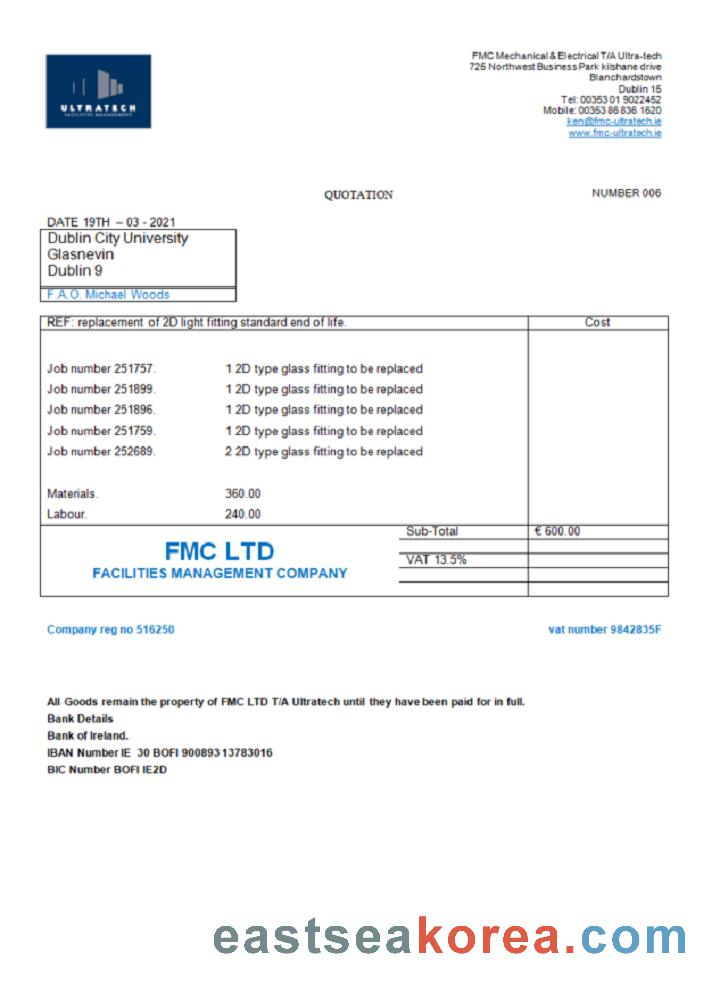 ULTRATECH
FACILITIES MANAGEMENT
FMC Mechanical & Electrical T/A Ultra-tech
726 Northwest Business Park kilshane drive
Blanchardstown
Dublin 15
Tel: 00353 01 9022452
Mobile: 00353 86 836 1620
ken@fmc-ultratech.ie
www.fmc-ultratech.ie
QUOTATION
NUMBER 006
DATE 19TH – 03 - 2021
Dublin City University
Glasnevin
Dublin 9
F.A.O. Michael Woods
REF: replacement of 2D light fitting standard end of life. Cost
Job number 251757. 1 2D type glass fitting to be replaced
Job number 251899. 1 2D type glass fitting to be replaced
Job number 251896. 1 2D type glass fitting to be replaced
Job number 251759. 1 2D type glass fitting to be replaced
Job number 252689. 2 2D type glass fitting to be replaced
Materials. 360.00
Labour. 240.00
Sub-Total € 600.00
FMC LTD
FACILITIES MANAGEMENT COMPANY
VAT 13.5%
Company reg no 516250 vat number 9842835F
All Goods remain the property of FMC LTD T/A Ultratech until they have been paid for in full.
Bank Details
Bank of Ireland.
IBAN Number IE 30 BOFI 90089313783016
BIC Number BOFI IE2D
eastseakorea.com